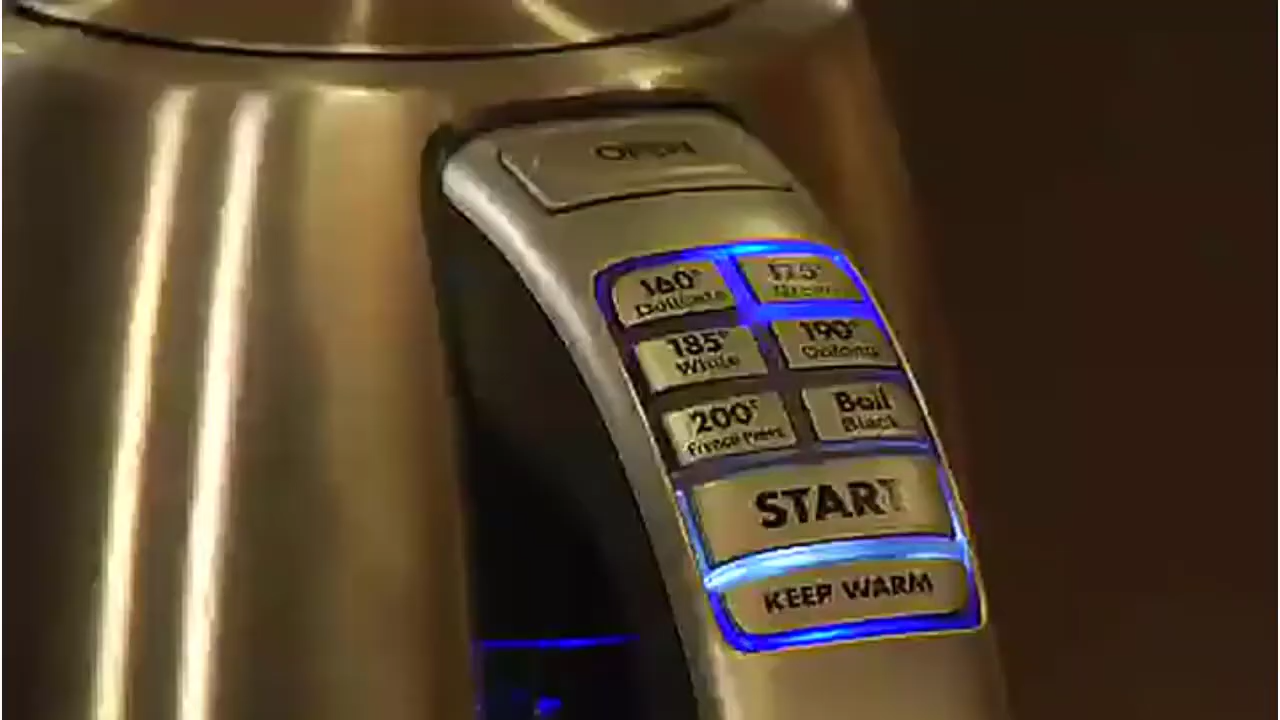 OPEN
160° 175°
Delicate Green
185° 190°
White Oolong
200° Boil
French Press Black
START
KEEP WARM